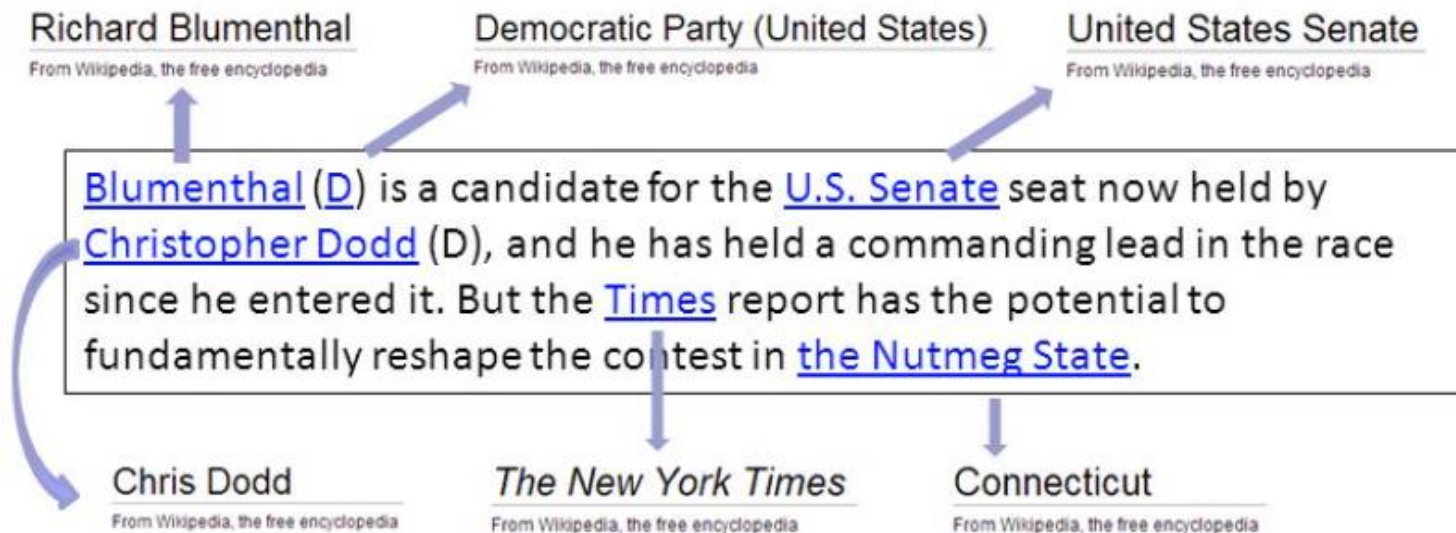 Richard Blumenthal
From Wikipedia, the free encyclopedia
Democratic Party (United States)
From Wikipedia, the free encyclopedia
United States Senate
From Wikipedia, the free encyclopedia
Blumenthal (D) is a candidate for the U.S. Senate seat now held by
Christopher Dodd (D), and he has held a commanding lead in the race
since he entered it. But the Times report has the potential to
fundamentally reshape the contest in the Nutmeg State.
Chris Dodd
From Wikipedia, the free encyclopedia
The New York Times
From Wikipedia, the free encyclopedia
Connecticut
From Wikipedia, the free encyclopedia